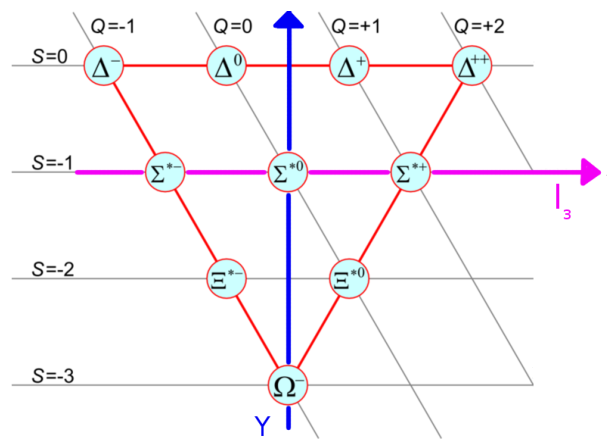 Q=-1 Q=0 Q=+1 Q=+2
S=0 Δ⁻ Δ⁰ Δ⁺ Δ⁺⁺
S=-1 Σ*⁻ Σ*⁰ Σ*⁺
I₃
S=-2 Ξ*⁻ Ξ*⁰
S=-3 Ω⁻
Y